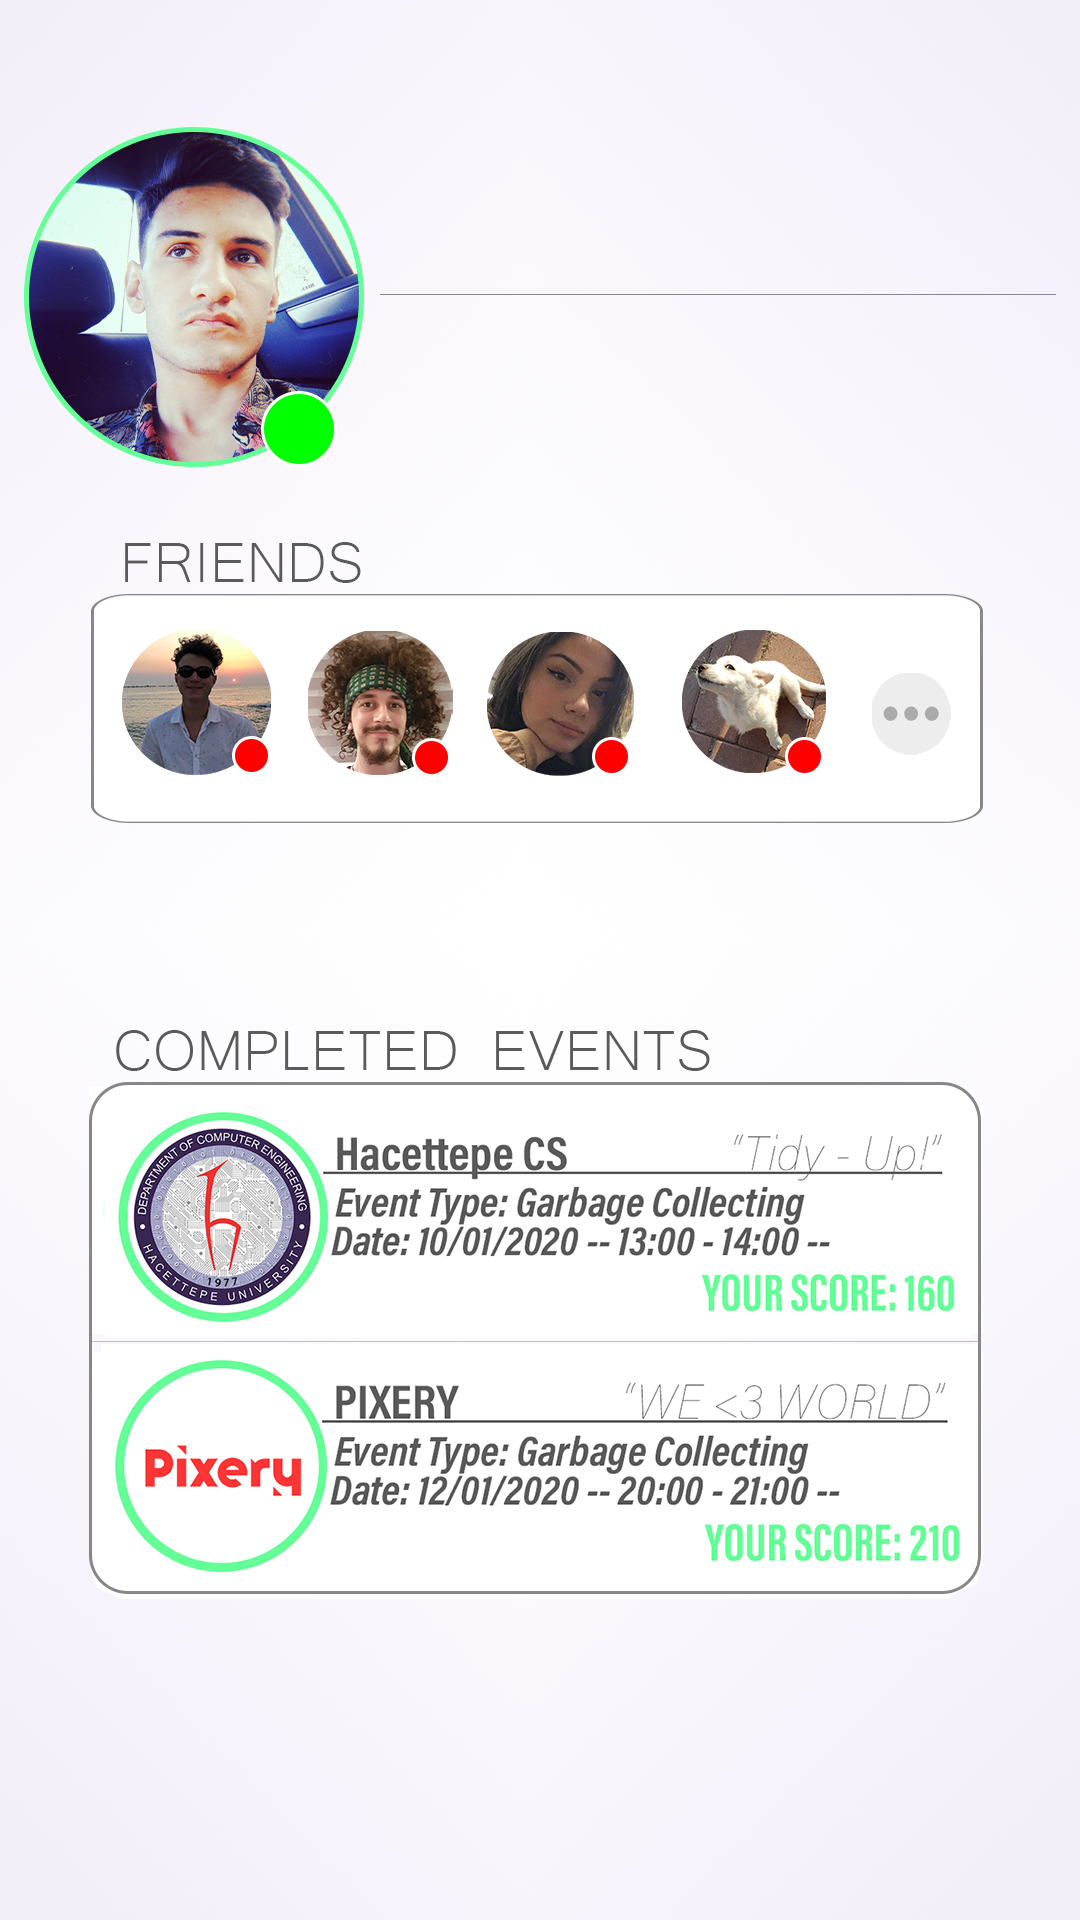 FRIENDS
COMPLETED EVENTS
DEPARTMENT OF COMPUTER ENGINEERING
1977
HACETTEPE UNIVERSITY
Hacettepe CS
"Tidy - Up!"
Event Type: Garbage Collecting
Date: 10/01/2020 -- 13:00 - 14:00 --
YOUR SCORE: 160
Pixery
PIXERY
"WE <3 WORLD"
Event Type: Garbage Collecting
Date: 12/01/2020 -- 20:00 - 21:00 --
YOUR SCORE: 210